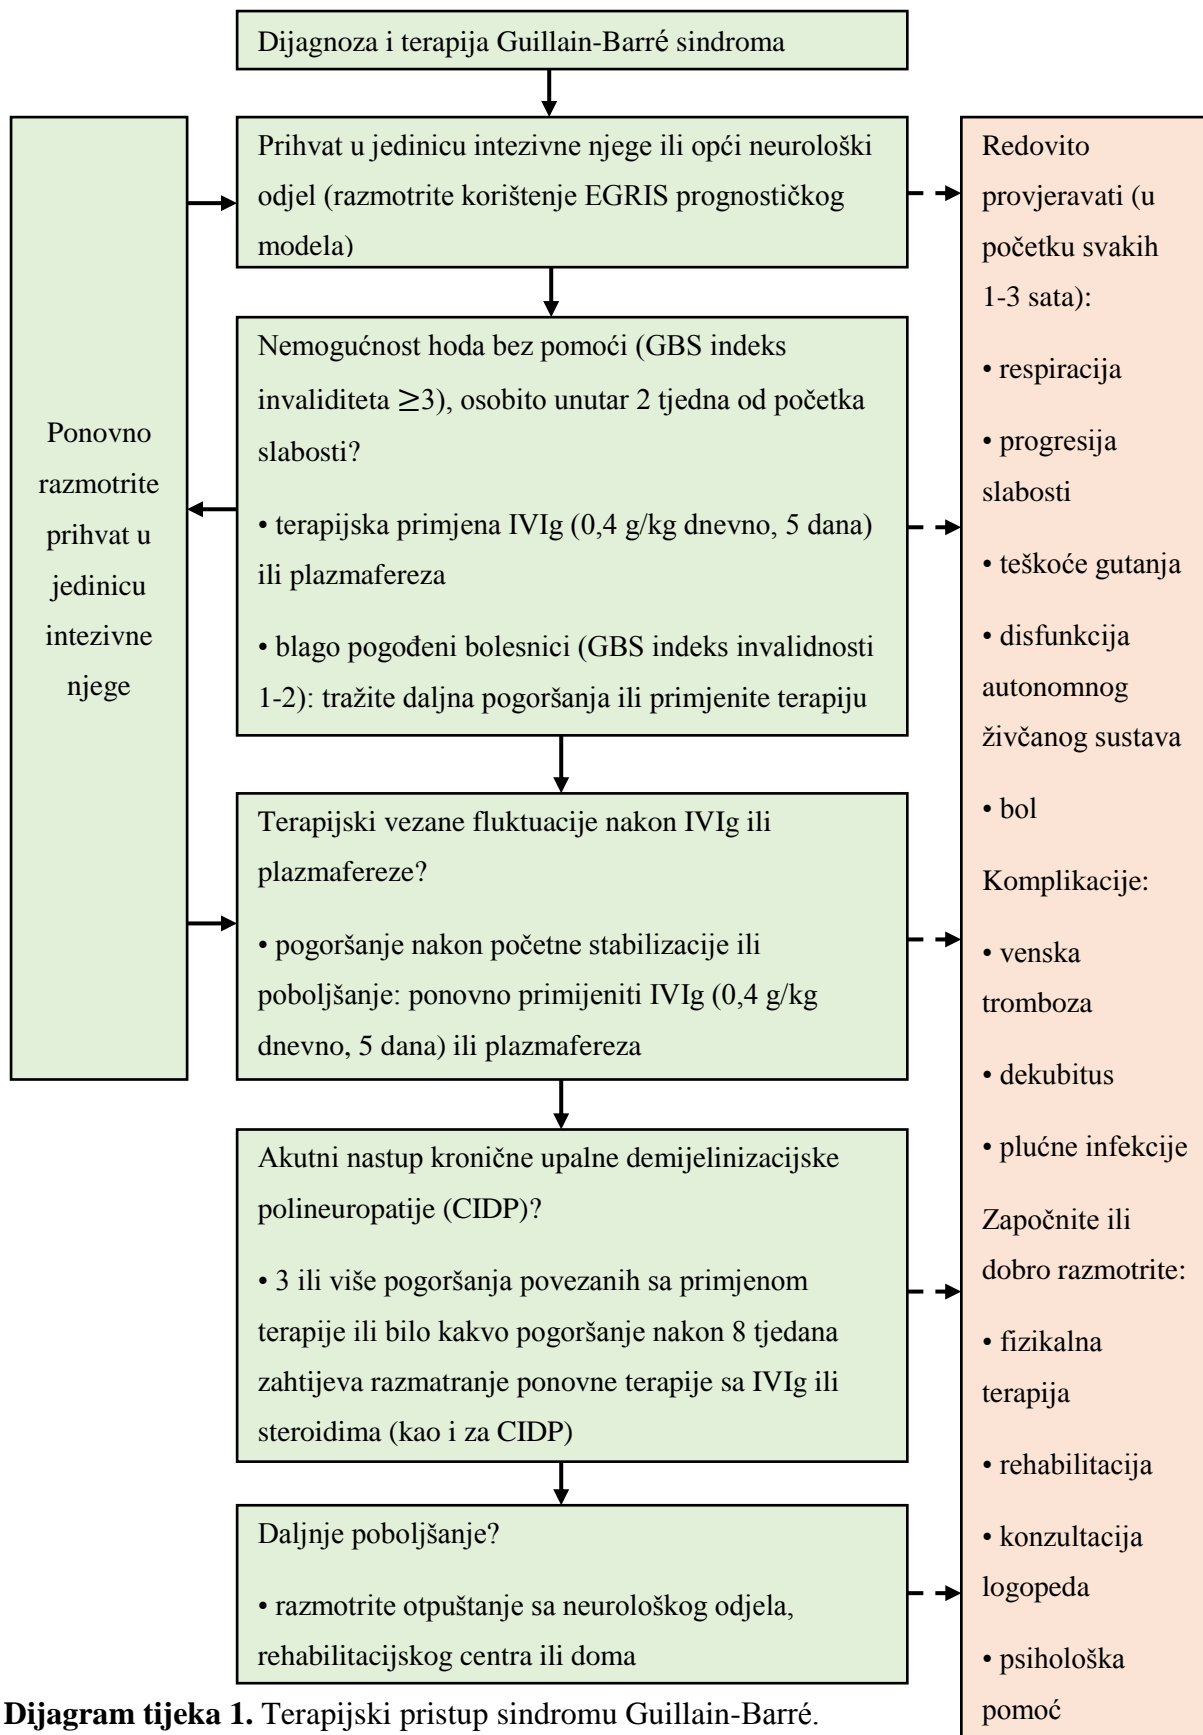 Dijagnoza i terapija Guillain-Barré sindroma
Prihvat u jedinicu intezivne njege ili opći neurološki
odjel (razmotrite korištenje EGRIS prognostičkog
modela)
Nemogućnost hoda bez pomoći (GBS indeks
invaliditeta ≥3), osobito unutar 2 tjedna od početka
slabosti?
• terapijska primjena IVIg (0,4 g/kg dnevno, 5 dana)
ili plazmafereza
• blago pogođeni bolesnici (GBS indeks invalidnosti
1-2): tražite daljna pogoršanja ili primjenite terapiju
Ponovno
razmotrite
prihvat u
jedinicu
intezivne
njege
Terapijski vezane fluktuacije nakon IVIg ili
plazmafereze?
• pogoršanje nakon početne stabilizacije ili
poboljšanje: ponovno primijeniti IVIg (0,4 g/kg
dnevno, 5 dana) ili plazmafereza
Akutni nastup kronične upalne demijelinizacijske
polineuropatije (CIDP)?
• 3 ili više pogoršanja povezanih sa primjenom
terapije ili bilo kakvo pogoršanje nakon 8 tjedana
zahtijeva razmatranje ponovne terapije sa IVIg ili
steroidima (kao i za CIDP)
Daljnje poboljšanje?
• razmotrite otpuštanje sa neurološkog odjela,
rehabilitacijskog centra ili doma
Redovito
provjeravati (u
početku svakih
1-3 sata):
• respiracija
• progresija
slabosti
• teškoće gutanja
• disfunkcija
autonomnog
živčanog sustava
• bol
Komplikacije:
• venska
tromboza
• dekubitus
• plućne infekcije
Započnite ili
dobro razmotrite:
• fizikalna
terapija
• rehabilitacija
• konzultacija
logopeda
• psihološka
pomoć
Dijagram tijeka 1. Terapijski pristup sindromu Guillain-Barré.